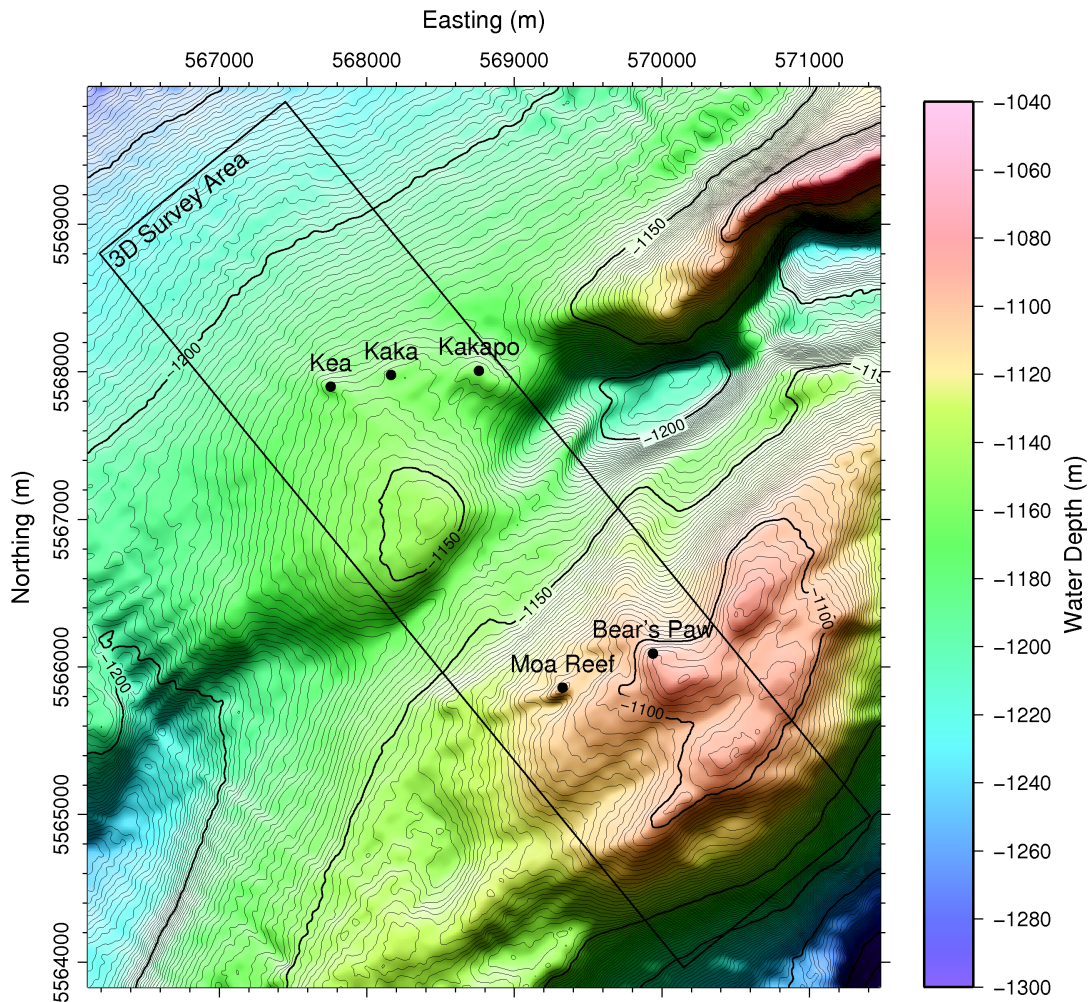 Easting (m)
567000 568000 569000 570000 571000
5569000
5568000
5567000
5566000
5565000
5564000
Northing (m)
3D Survey Area
−1150
−1200
Kea
Kaka
Kakapo
−1200
−115
−1150
−1150
−1100
Bear's Paw
Moa Reef
−1200
−1100
−1040
−1060
−1080
−1100
−1120
−1140
−1160
−1180
−1200
−1220
−1240
−1260
−1280
−1300
Water Depth (m)